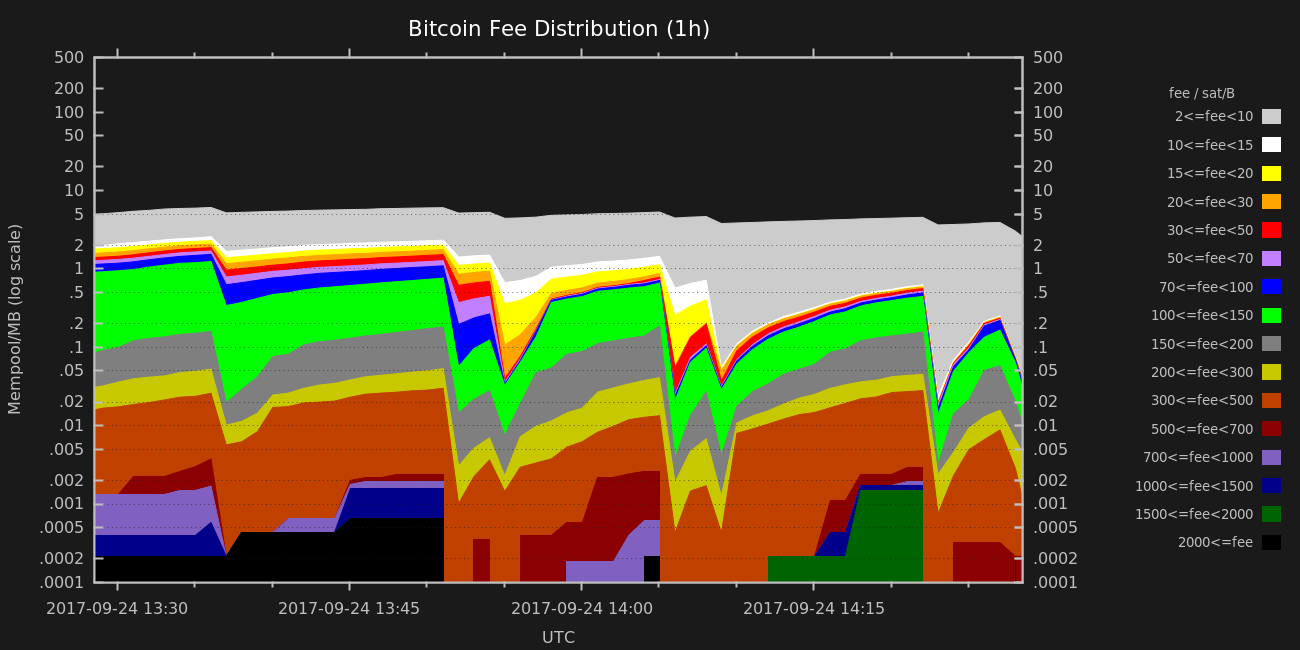 Bitcoin Fee Distribution (1h)
500
200
100
50
20
10
5
2
1
.5
.2
.1
.05
.02
.01
.005
.002
.001
.0005
.0002
.0001
Mempool/MB (log scale)
500
200
100
50
20
10
5
2
1
.5
.2
.1
.05
.02
.01
.005
.002
.001
.0005
.0002
.0001
2017-09-24 13:30 2017-09-24 13:45 2017-09-24 14:00 2017-09-24 14:15
UTC
fee / sat/B
2<=fee<10
10<=fee<15
15<=fee<20
20<=fee<30
30<=fee<50
50<=fee<70
70<=fee<100
100<=fee<150
150<=fee<200
200<=fee<300
300<=fee<500
500<=fee<700
700<=fee<1000
1000<=fee<1500
1500<=fee<2000
2000<=fee